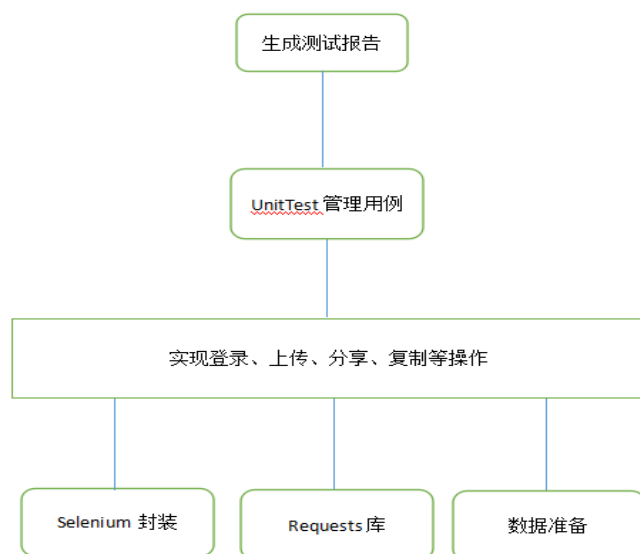 生成测试报告
UnitTest 管理用例
实现登录、上传、分享、复制等操作
Selenium 封装
Requests 库
数据准备